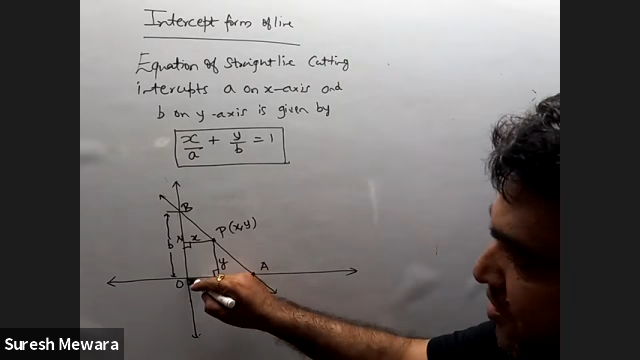 Intercept form of line
Equation of Straight lie Cutting
intercepts a on x-axis and
b on y-axis is given by
x/a + y/b = 1
B
N x P(x,y)
b
y A
O
Suresh Mewara